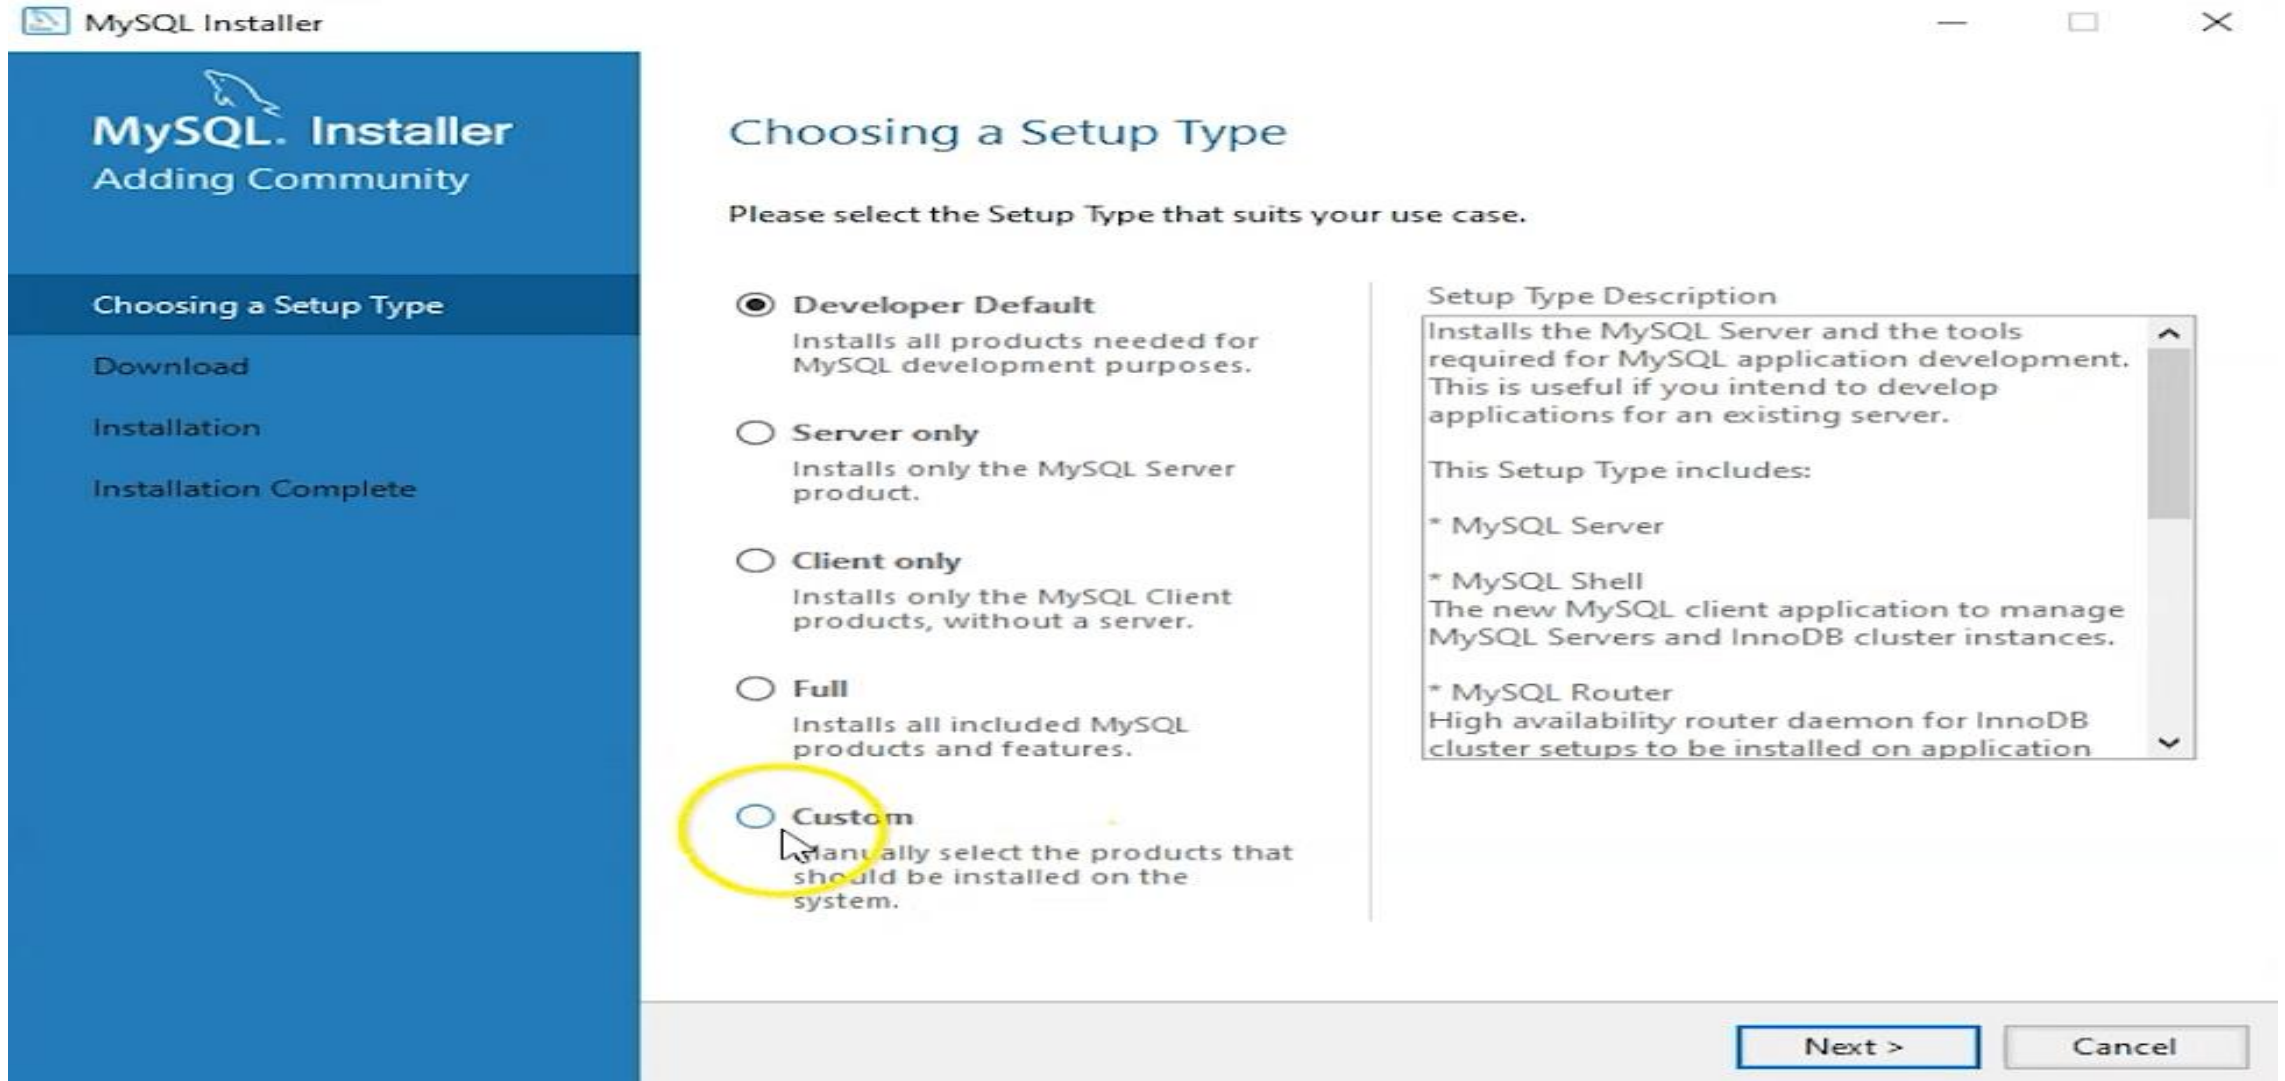 MySQL Installer
MySQL. Installer
Adding Community
Choosing a Setup Type
Download
Installation
Installation Complete
Choosing a Setup Type
Please select the Setup Type that suits your use case.
Developer Default
Installs all products needed for
MySQL development purposes.
Server only
Installs only the MySQL Server
product.
Client only
Installs only the MySQL Client
products, without a server.
Full
Installs all included MySQL
products and features.
Custom
Manually select the products that
should be installed on the
system.
Setup Type Description
Installs the MySQL Server and the tools
required for MySQL application development.
This is useful if you intend to develop
applications for an existing server.
This Setup Type includes:
* MySQL Server
* MySQL Shell
The new MySQL client application to manage
MySQL Servers and InnoDB cluster instances.
* MySQL Router
High availability router daemon for InnoDB
cluster setups to be installed on application
Next >
Cancel